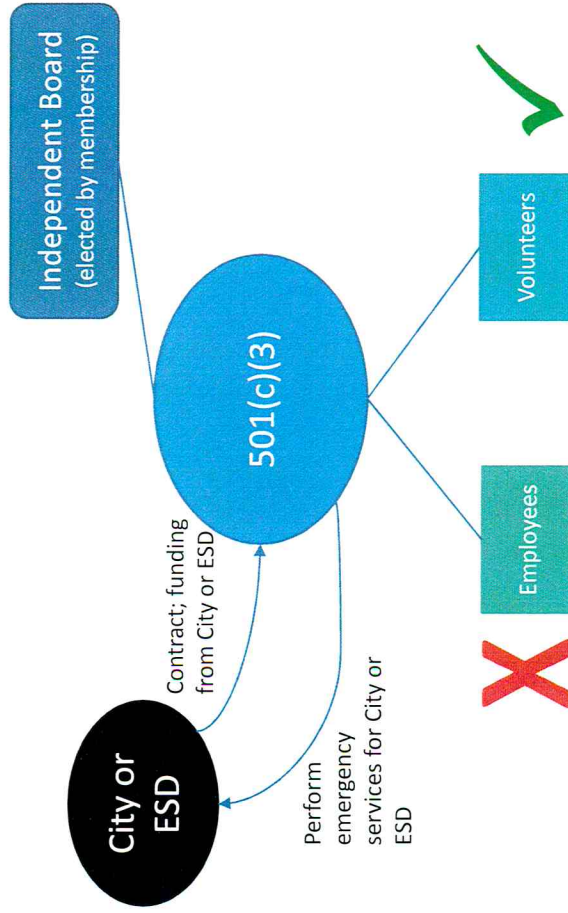 City or
ESD
Contract; funding
from City or ESD
Perform
emergency
services for City or
ESD
501(c)(3)
Independent Board
(elected by membership)
Employees
Volunteers